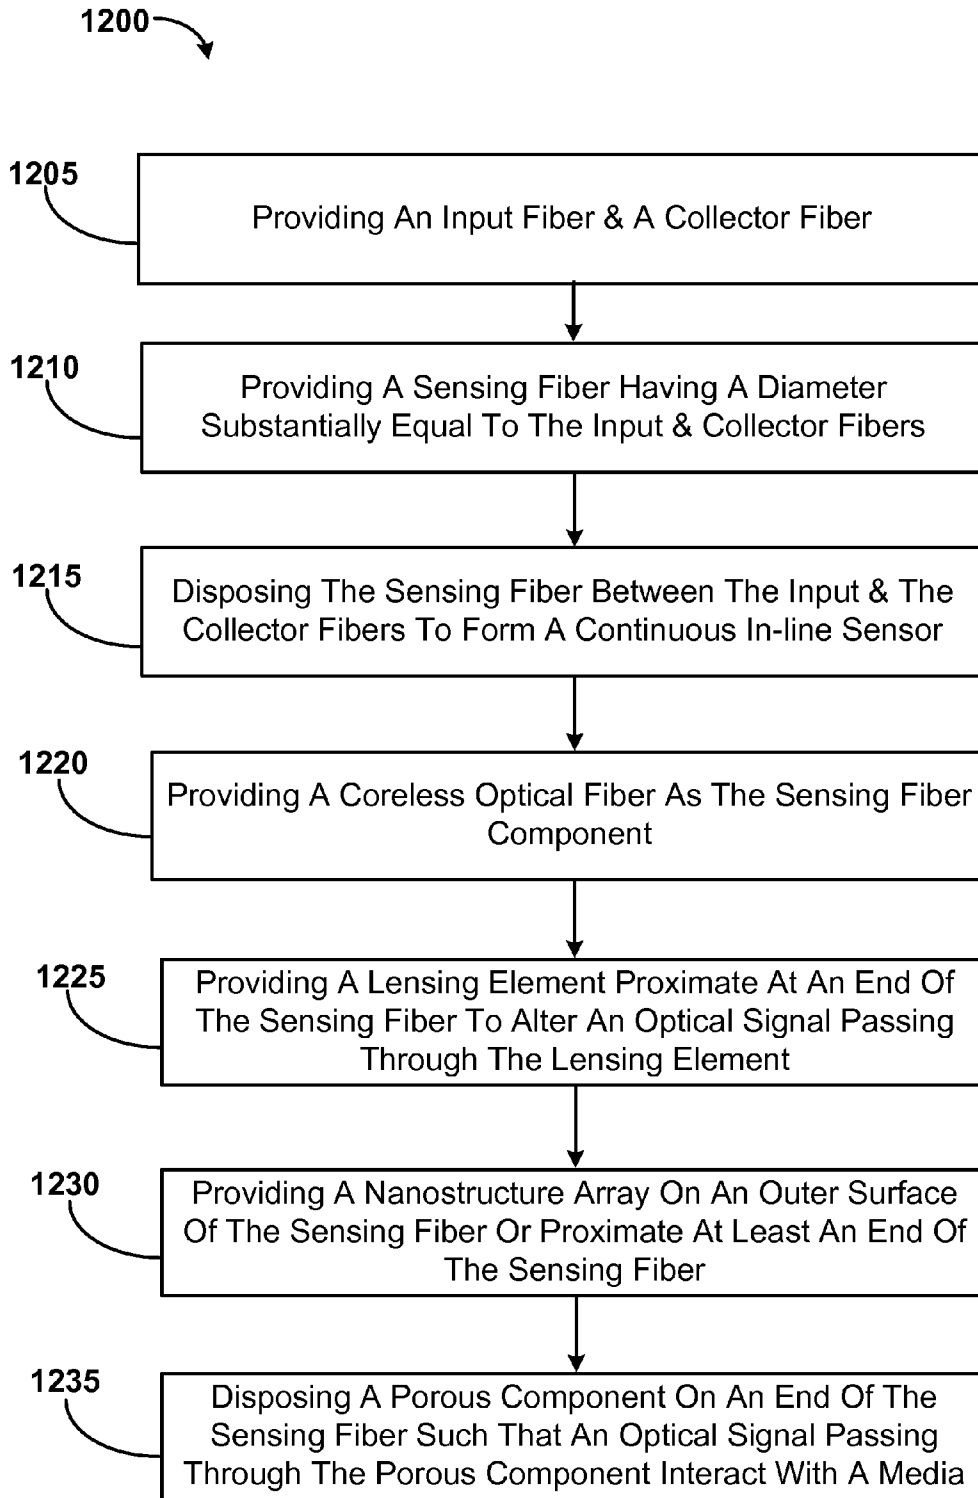 1200
1205
Providing An Input Fiber & A Collector Fiber
1210
Providing A Sensing Fiber Having A Diameter
Substantially Equal To The Input & Collector Fibers
1215
Disposing The Sensing Fiber Between The Input & The
Collector Fibers To Form A Continuous In-line Sensor
1220
Providing A Coreless Optical Fiber As The Sensing Fiber
Component
1225
Providing A Lensing Element Proximate At An End Of
The Sensing Fiber To Alter An Optical Signal Passing
Through The Lensing Element
1230
Providing A Nanostructure Array On An Outer Surface
Of The Sensing Fiber Or Proximate At Least An End Of
The Sensing Fiber
1235
Disposing A Porous Component On An End Of The
Sensing Fiber Such That An Optical Signal Passing
Through The Porous Component Interact With A Media